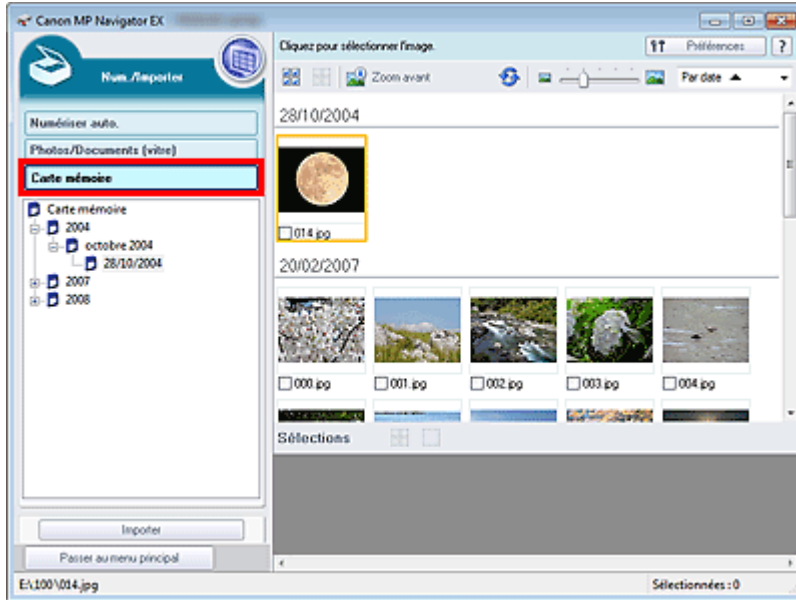 Canon MP Navigator EX
Cliquez pour sélectionner l'image.
Préférences
?
Num./Importer
Zoom avant
Par date
Numériser auto.
Photos/Documents (vitre)
Carte mémoire
Carte mémoire
2004
octobre 2004
28/10/2004
2007
2008
28/10/2004
014.jpg
20/02/2007
000.jpg
001.jpg
002.jpg
003.jpg
004.jpg
Sélections
Importer
Passer au menu principal
E:\100\014.jpg
Sélectionnées : 0